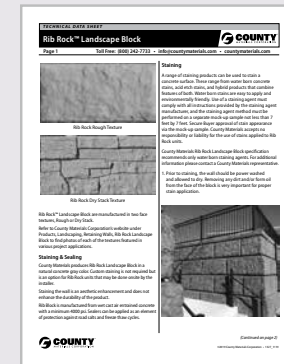 TECHNICAL DATA SHEET
Rib Rock™ Landscape Block
COUNTY
Page 1 Toll Free: (800) 242-7733 • info@countymaterials.com • countymaterials.com
Rib Rock Rough Texture
Rib Rock Dry Stack Texture
Rib Rock™ Landscape Block are manufactured in two face
textures, Rough or Dry Stack.
Refer to County Materials Corporation's website under
Products, Landscaping, Retaining Walls, Rib Rock Landscape
Block to find photos of each of the textures featured in
various project applications.
Staining & Sealing
County Materials produces Rib Rock Landscape Block in a
natural concrete gray color. Custom staining is not required but
is an option for Rib Rock units that may be done onsite by the
installer.
Staining the wall is an aesthetic enhancement and does not
enhance the durability of the product.
Rib Rock is manufactured from wet cast air entrained concrete
with a minimum 4000 psi. Sealers can be applied as an element
of protection against road salts and freeze thaw cycles.
Staining
A range of staining products can be used to stain a
concrete surface. These range from water born concrete
stains, acid etch stains, and hybrid products that combine
features of both. Water born stains are easy to apply and
environmentally friendly. Use of a staining agent must
comply with all instructions provided by the staining agent
manufacturer, and the staining agent method must be
performed on a separate mock-up sample not less than 7
feet by 7 feet. Secure Buyer approval of stain appearance
via the mock-up sample. County Materials accepts no
responsibility or liability for the use of stains applied to Rib
Rock units.
County Materials Rib Rock Landscape Block specification
recommends only water born staining agents. For additional
information please contact a County Materials representative.
1. Prior to staining, the wall should be power washed
and allowed to dry. Removing any dirt and/or form oil
from the face of the block is very important for proper
stain application.
(Continued on page 2)
COUNTY